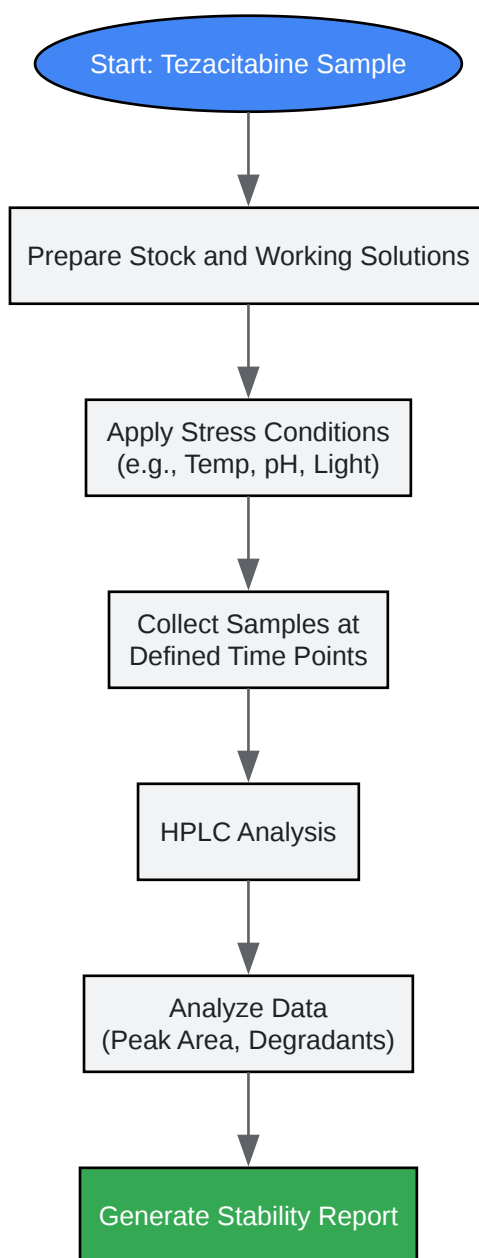 Start: Tezacitabine Sample
Prepare Stock and Working Solutions
Apply Stress Conditions
(e.g., Temp, pH, Light)
Collect Samples at
Defined Time Points
HPLC Analysis
Analyze Data
(Peak Area, Degradants)
Generate Stability Report